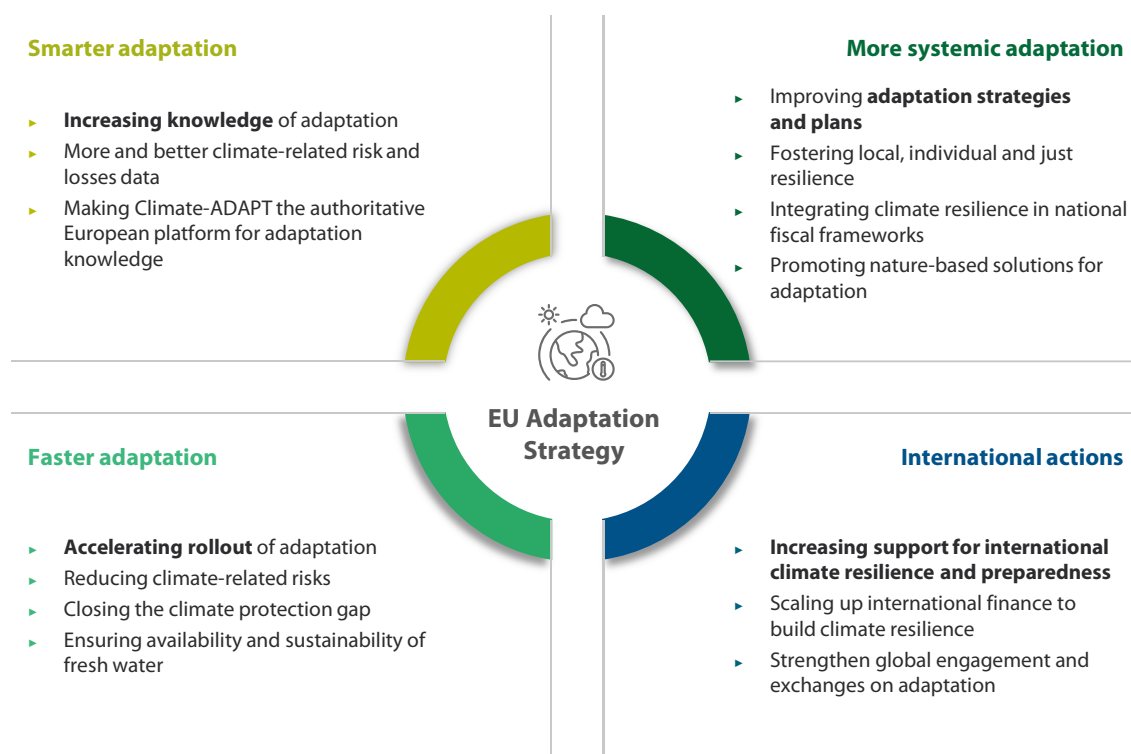 Smarter adaptation
► Increasing knowledge of adaptation
► More and better climate-related risk and
losses data
► Making Climate-ADAPT the authoritative
European platform for adaptation
knowledge
More systemic adaptation
► Improving adaptation strategies
and plans
► Fostering local, individual and just
resilience
► Integrating climate resilience in national
fiscal frameworks
► Promoting nature-based solutions for
adaptation
EU Adaptation
Strategy
Faster adaptation
► Accelerating rollout of adaptation
► Reducing climate-related risks
► Closing the climate protection gap
► Ensuring availability and sustainability of
fresh water
International actions
► Increasing support for international
climate resilience and preparedness
► Scaling up international finance to
build climate resilience
► Strengthen global engagement and
exchanges on adaptation